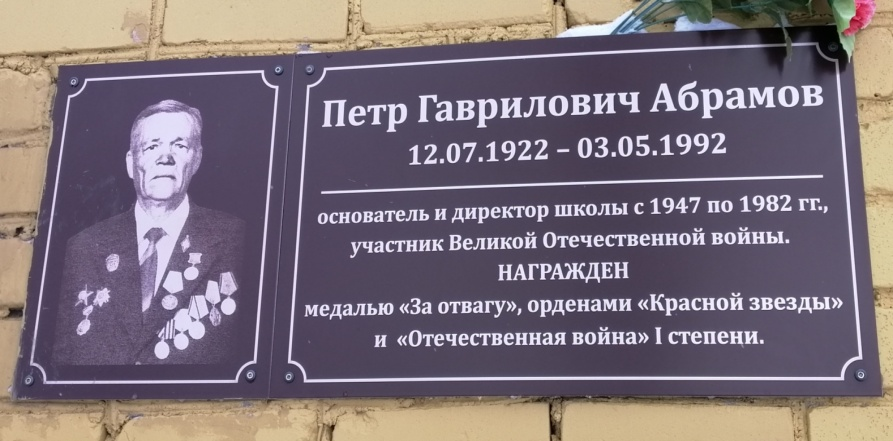 Петр Гаврилович Абрамов
12.07.1922 – 03.05.1992
основатель и директор школы с 1947 по 1982 гг.,
участник Великой Отечественной войны.
НАГРАЖДЕН
медалью «За отвагу», орденами «Красной звезды»
и «Отечественная война» I степени.